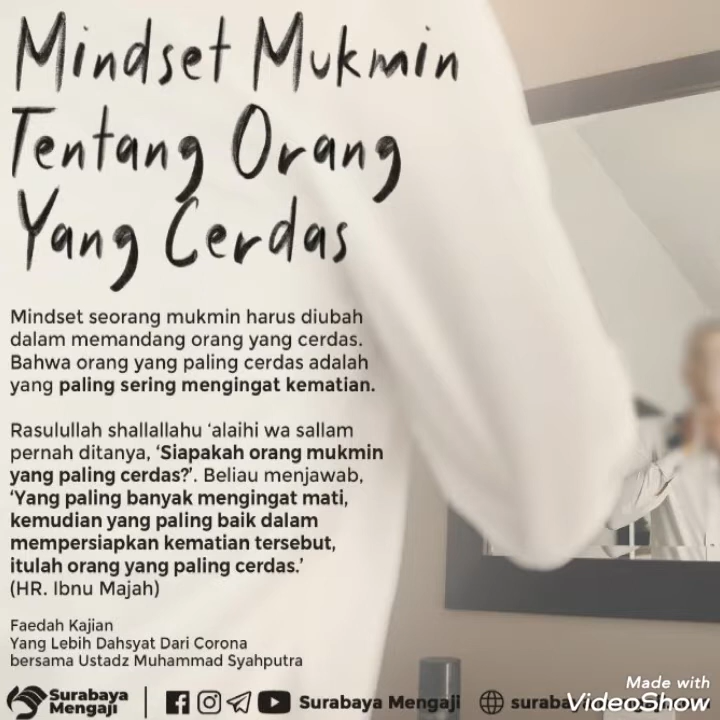 Mindset Mukmin
Tentang Orang
Yang Cerdas
Mindset seorang mukmin harus diubah
dalam memandang orang yang cerdas.
Bahwa orang yang paling cerdas adalah
yang paling sering mengingat kematian.
Rasulullah shallallahu ‘alaihi wa sallam
pernah ditanya, ‘Siapakah orang mukmin
yang paling cerdas?’. Beliau menjawab,
‘Yang paling banyak mengingat mati,
kemudian yang paling baik dalam
mempersiapkan kematian tersebut,
itulah orang yang paling cerdas.’
(HR. Ibnu Majah)
Faedah Kajian
Yang Lebih Dahsyat Dari Corona
bersama Ustadz Muhammad Syahputra
Surabaya
Mengaji
Surabaya Mengaji
Made with
VideoShow